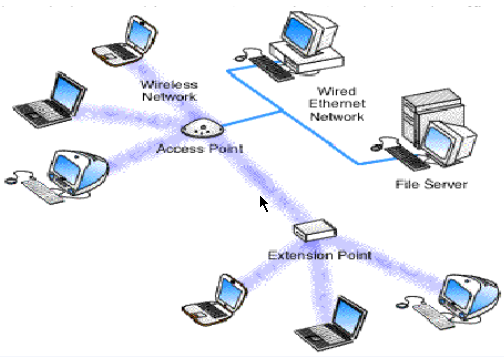 Wireless
Network
Wired
Ethernet
Network
Access Point
File Server
Extension Point